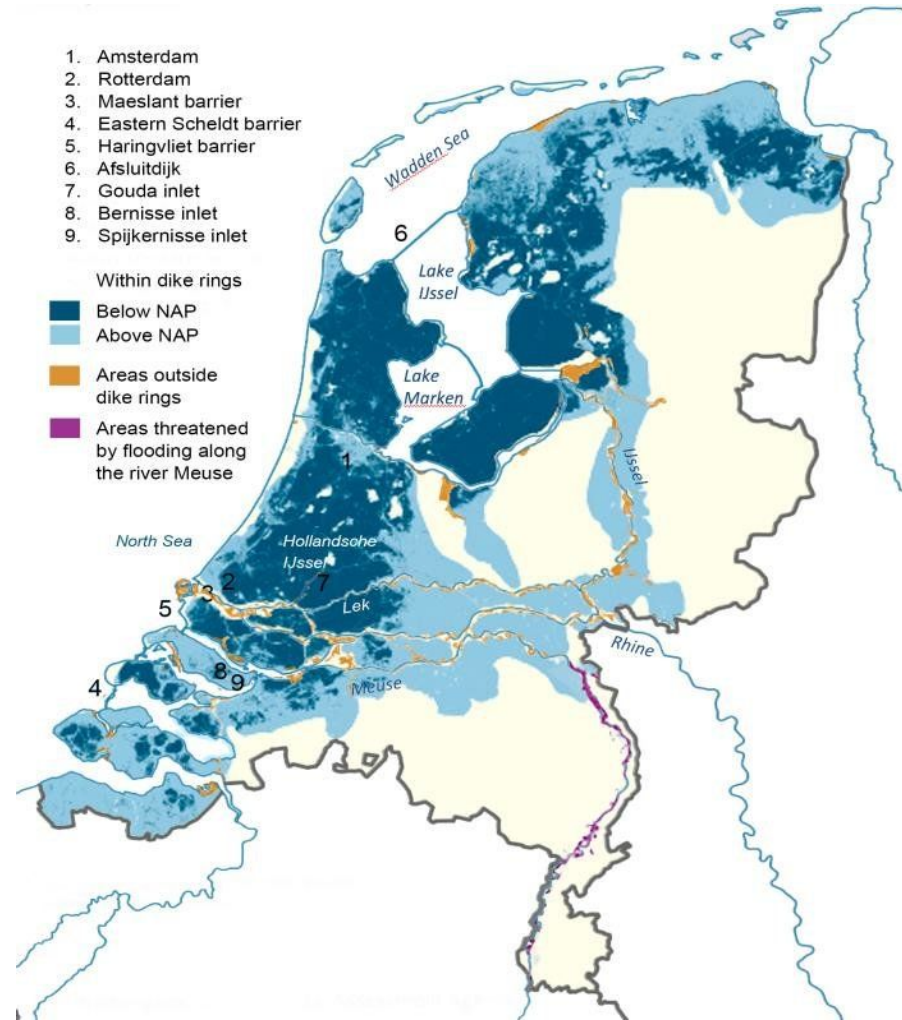 1. Amsterdam
2. Rotterdam
3. Maeslant barrier
4. Eastern Scheldt barrier
5. Haringvliet barrier
6. Afsluitdijk
7. Gouda inlet
8. Bernisse inlet
9. Spijkernisse inlet
Within dike rings
Below NAP
Above NAP
Areas outside
dike rings
Areas threatened
by flooding along
the river Meuse
Wadden Sea
6
Lake
IJssel
Lake
Marken
1
IJssel
North Sea
Hollandsche
IJssel
2
7
3
Lek
5
Rhine
8
9
4
Meuse